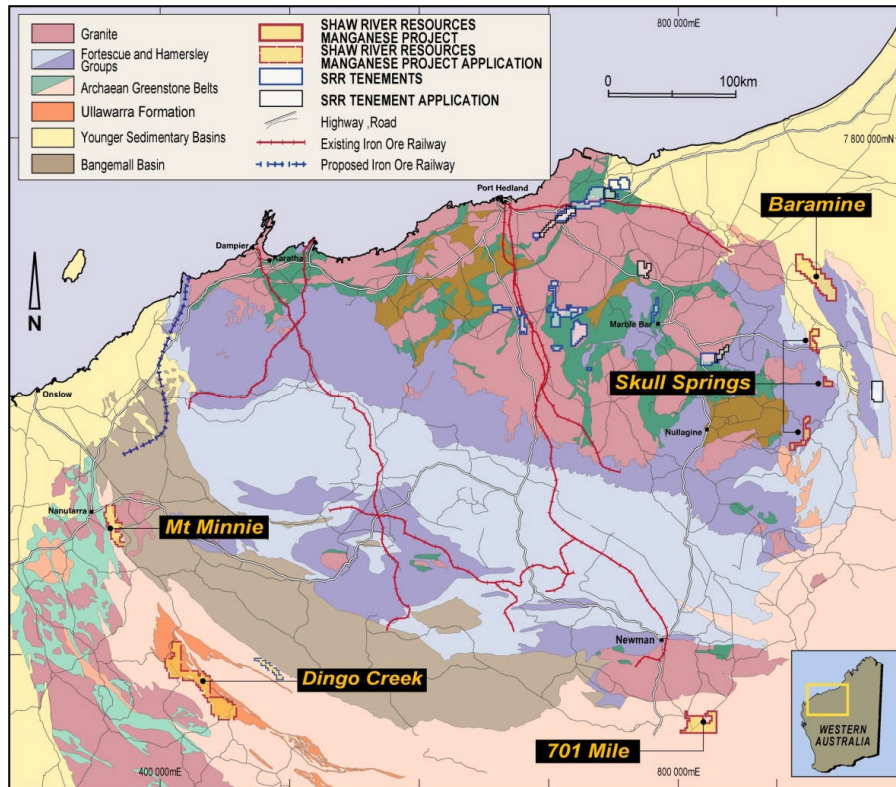 Granite
Fortescue and Hamersley
Groups
Archaean Greenstone Belts
Ullawarra Formation
Younger Sedimentary Basins
Bangemall Basin
SHAW RIVER RESOURCES
MANGANESE PROJECT
SHAW RIVER RESOURCES
MANGANESE PROJECT APPLICATION
SRR TENEMENTS
SRR TENEMENT APPLICATION
Highway ,Road
Existing Iron Ore Railway
Proposed Iron Ore Railway
800 000mE
0
100km
7 800 000mN
Port Hedland
Baramine
Dampier
Karatha
N
Marble Bar
Skull Springs
Onslow
Nullagine
Nanutarra
Mt Minnie
Newman
Dingo Creek
701 Mile
WESTERN
AUSTRALIA
400 000mE
800 000mE